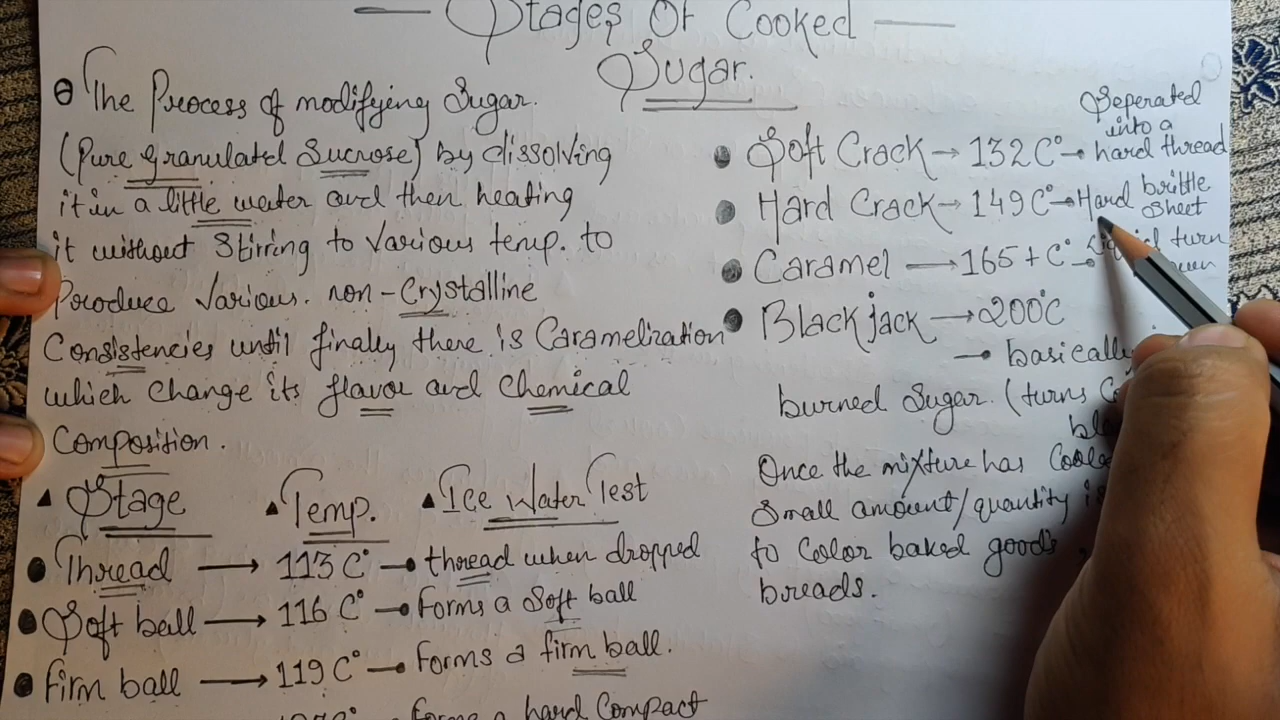 Stages Of Cooked
Sugar.
The Process of modifying Sugar.
(Pure granulated Sucrose) by dissolving
it in a little water and then heating
it without Stirring to Various temp. to
Produce Various. non-Crystalline
Consistencies until finally there is Caramelization
which change its flavor and Chemical
Composition.
Stage Temp. Ice Water Test
Thread → 113 C° → thread when dropped
Soft ball → 116 C° → forms a Soft ball
firm ball → 119 C° → forms a firm ball.
forms a hard Compact
Soft Crack → 132 C° → Seperated
into a
hard thread
Hard Crack → 149 C° → Hard brittle
Sheet
Caramel → 165+ C° → turn
Black jack → 200°C
→ basically
burned Sugar. (turns
Once the mixture has
Small amount/quantity
to Color baked goods
breads.